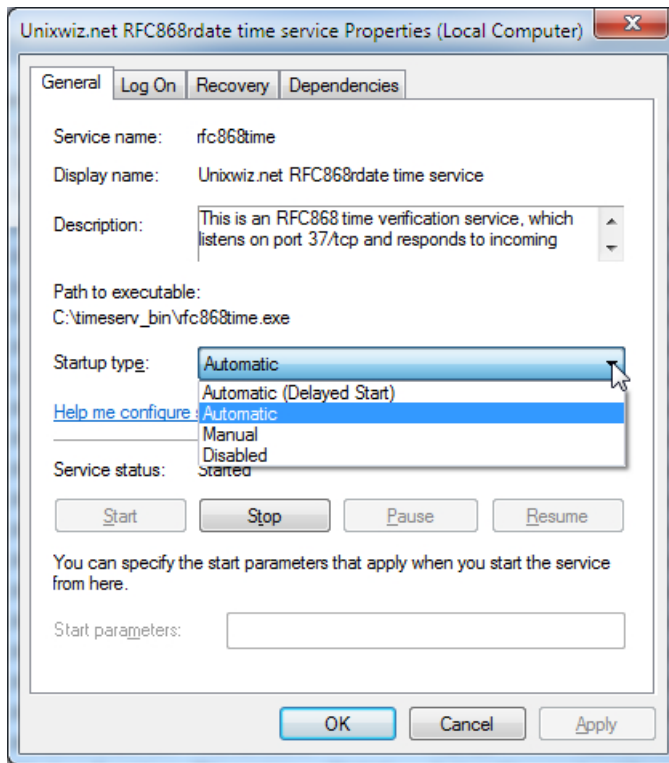 Unixwiz.net RFC868rdate time service Properties (Local Computer)
General
Log On
Recovery
Dependencies
Service name:
rfc868time
Display name:
Unixwiz.net RFC868rdate time service
Description:
This is an RFC868 time verification service, which
listens on port 37/tcp and responds to incoming
Path to executable:
C:\timeserv_bin\rfc868time.exe
Startup type:
Automatic
Automatic (Delayed Start)
Automatic
Manual
Disabled
Help me configure
Service status:
Started
Start
Stop
Pause
Resume
You can specify the start parameters that apply when you start the service
from here.
Start parameters:
OK
Cancel
Apply